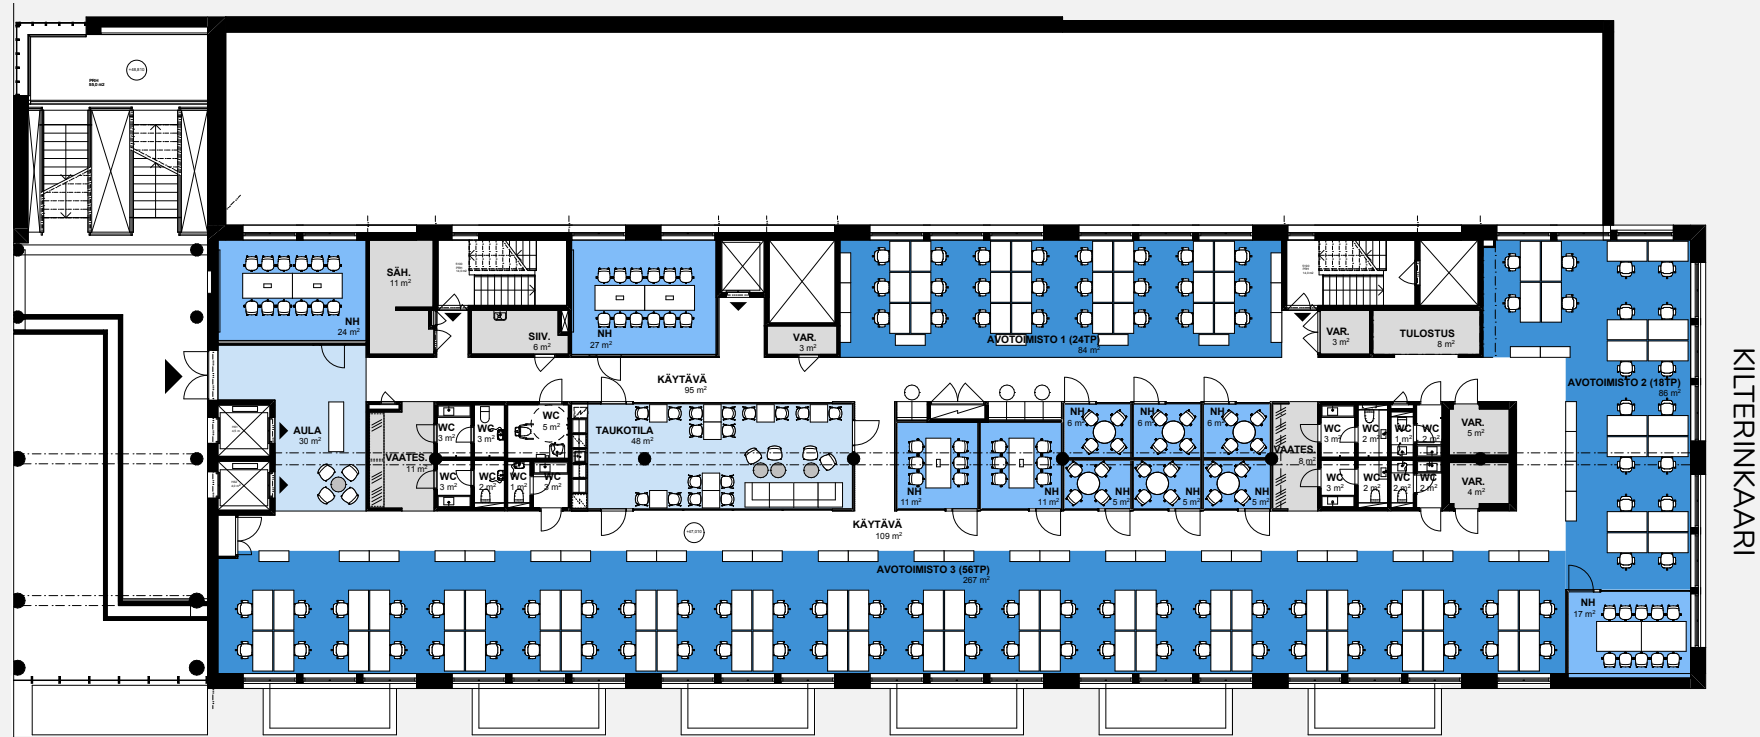 +48,810
PRH
SÄH.
11 m²
NH
24 m²
SIIV.
6 m²
NH
27 m²
VAR.
3 m²
AVOTOIMISTO 1 (24TP)
84 m²
VAR.
3 m²
TULOSTUS
8 m²
AVOTOIMISTO 2 (18TP)
86 m²
KÄYTÄVÄ
95 m²
AULA
30 m²
VAATES.
11 m²
WC
3 m²
WC
3 m²
WC
5 m²
WC
3 m²
WC
2 m²
WC
1 m²
WC
3 m²
TAUKOTILA
48 m²
NH
11 m²
NH
11 m²
NH
6 m²
NH
6 m²
NH
6 m²
NH
5 m²
NH
5 m²
NH
5 m²
VAATES.
8 m²
WC
3 m²
WC
2 m²
WC
1 m²
WC
2 m²
WC
3 m²
WC
2 m²
WC
2 m²
WC
2 m²
VAR.
5 m²
VAR.
4 m²
KÄYTÄVÄ
109 m²
AVOTOIMISTO 3 (56TP)
267 m²
NH
17 m²
KILTERINKAARI